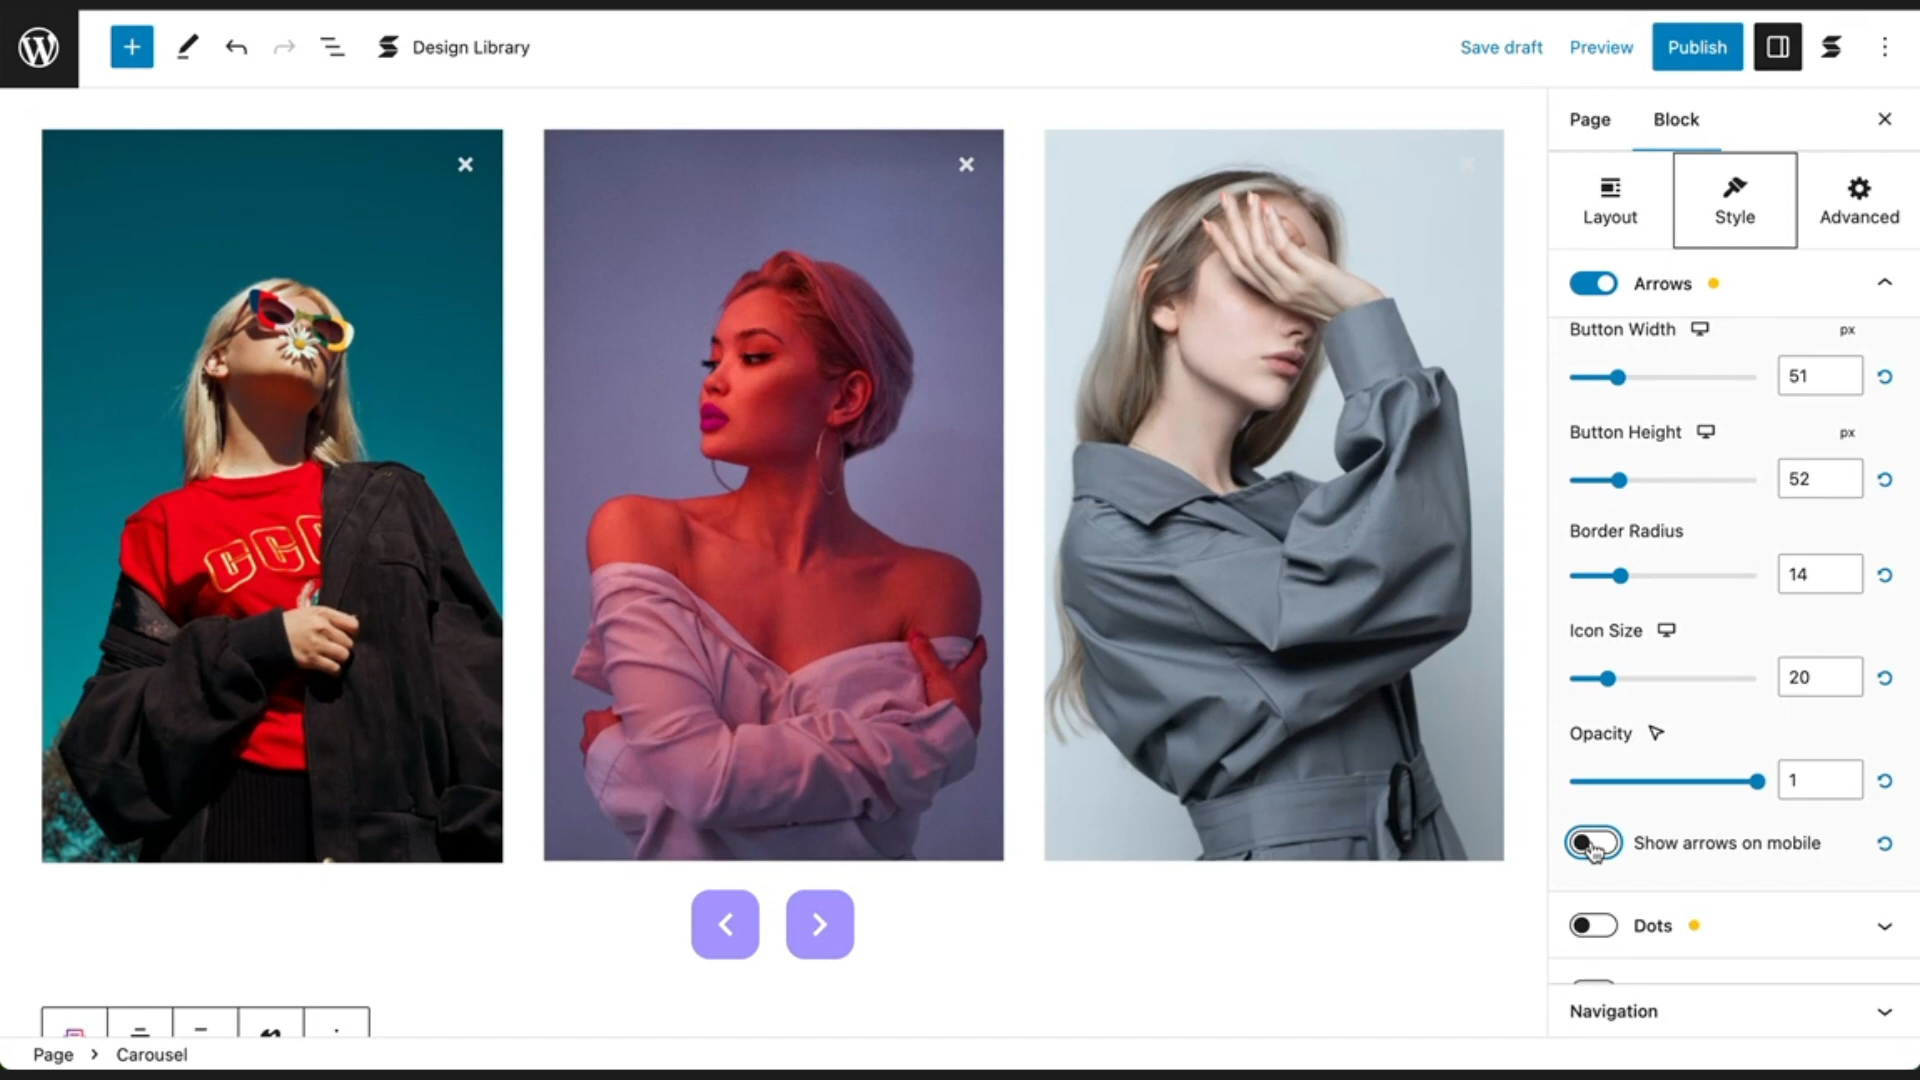 Design Library
Save draft
Preview
Publish
Page
Block
Layout
Style
Advanced
Arrows
Button Width
px
51
Button Height
px
52
Border Radius
14
Icon Size
20
Opacity
1
Show arrows on mobile
Dots
Navigation
Page > Carousel